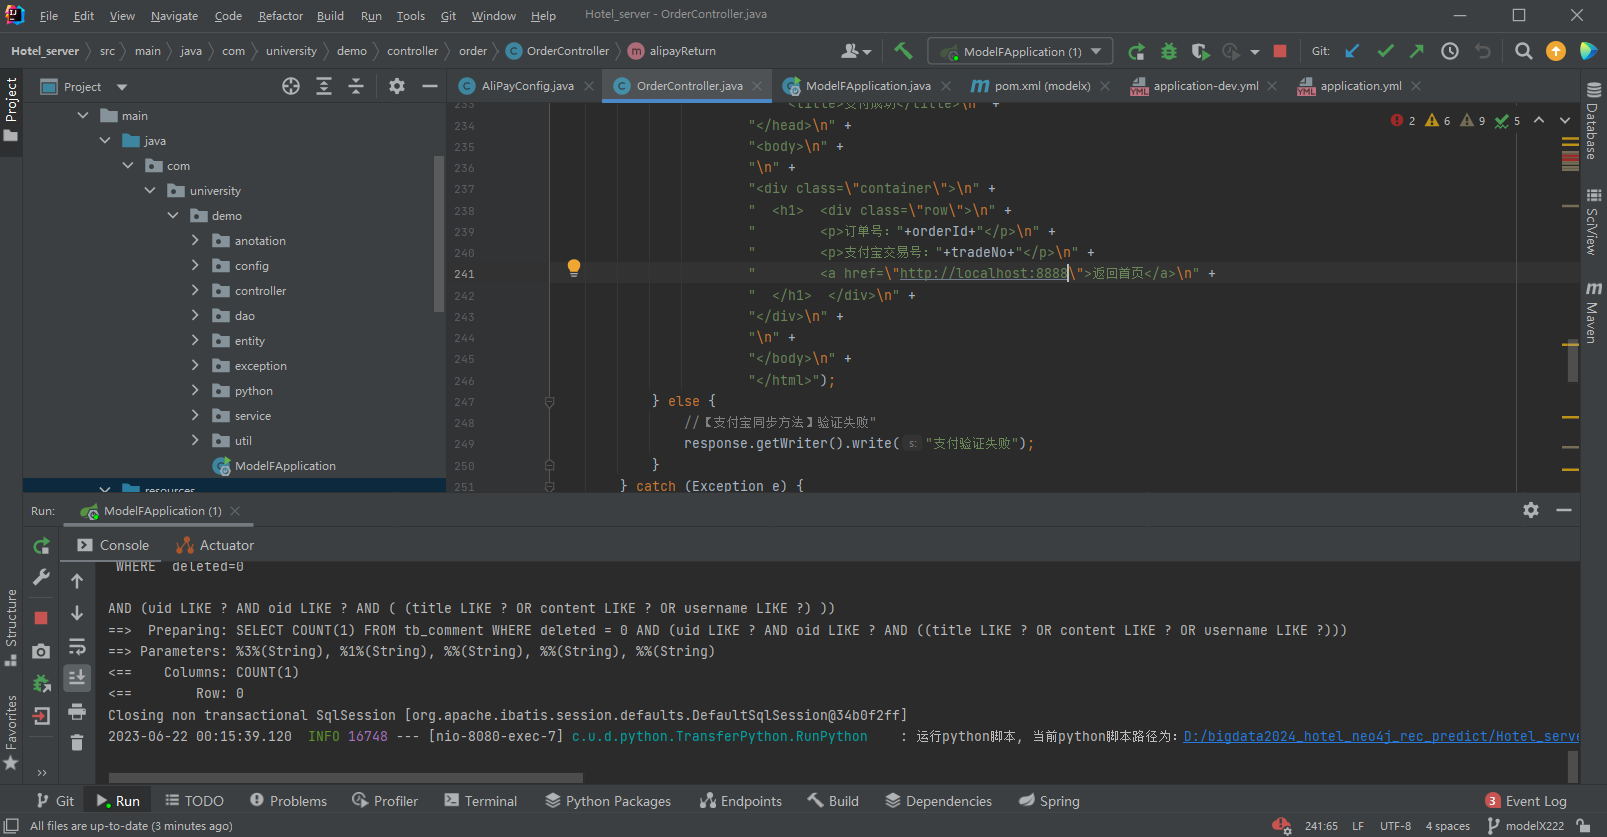 File Edit View Navigate Code Refactor Build Run Tools Git Window Help Hotel_server - OrderController.java
Hotel_server src main java com university demo controller order OrderController alipayReturn ModelFApplication (1) Git:
Project
AliPayConfig.java OrderController.java ModelFApplication.java pom.xml (modelx) application-dev.yml application.yml
Project
Structure
Favorites
Database
SciView
Maven
main
java
com
university
demo
anotation
config
controller
dao
entity
exception
python
service
util
ModelFApplication
resources
2 6 9 5
233 <title>支付成功</title>\n" +
234 "</head>\n" +
235 "<body>\n" +
236 "\n" +
237 "<div class=\"container\">\n" +
238 "  <h1>  <div class=\"row\">\n" +
239 "        <p>订单号："+orderId+"</p>\n" +
240 "        <p>支付宝交易号："+tradeNo+"</p>\n" +
241 "        <a href=\"http://localhost:8888\">返回首页</a>\n" +
242 "  </h1>  </div>\n" +
243 "</div>\n" +
244 "\n" +
245 "</body>\n" +
246 "</html>");
247 } else {
248 //【支付宝同步方法】验证失败"
249 response.getWriter().write( s: "支付验证失败");
250 }
251 } catch (Exception e) {
Run: ModelFApplication (1)
Console Actuator
WHERE  deleted=0
AND (uid LIKE ? AND oid LIKE ? AND ( (title LIKE ? OR content LIKE ? OR username LIKE ?) ))
==>  Preparing: SELECT COUNT(1) FROM tb_comment WHERE deleted = 0 AND (uid LIKE ? AND oid LIKE ? AND ((title LIKE ? OR content LIKE ? OR username LIKE ?)))
==> Parameters: %3%(String), %1%(String), %%(String), %%(String), %%(String)
<==    Columns: COUNT(1)
<==        Row: 0
Closing non transactional SqlSession [org.apache.ibatis.session.defaults.DefaultSqlSession@34b0f2ff]
2023-06-22 00:15:39.120  INFO 16748 --- [nio-8080-exec-7] c.u.d.python.TransferPython.RunPython    : 运行python脚本, 当前python脚本路径为：D:/bigdata2024_hotel_neo4j_rec_predict/Hotel_serve
Git Run TODO Problems Profiler Terminal Python Packages Endpoints Build Dependencies Spring 3 Event Log
All files are up-to-date (3 minutes ago) 241:65 LF UTF-8 4 spaces modelX222